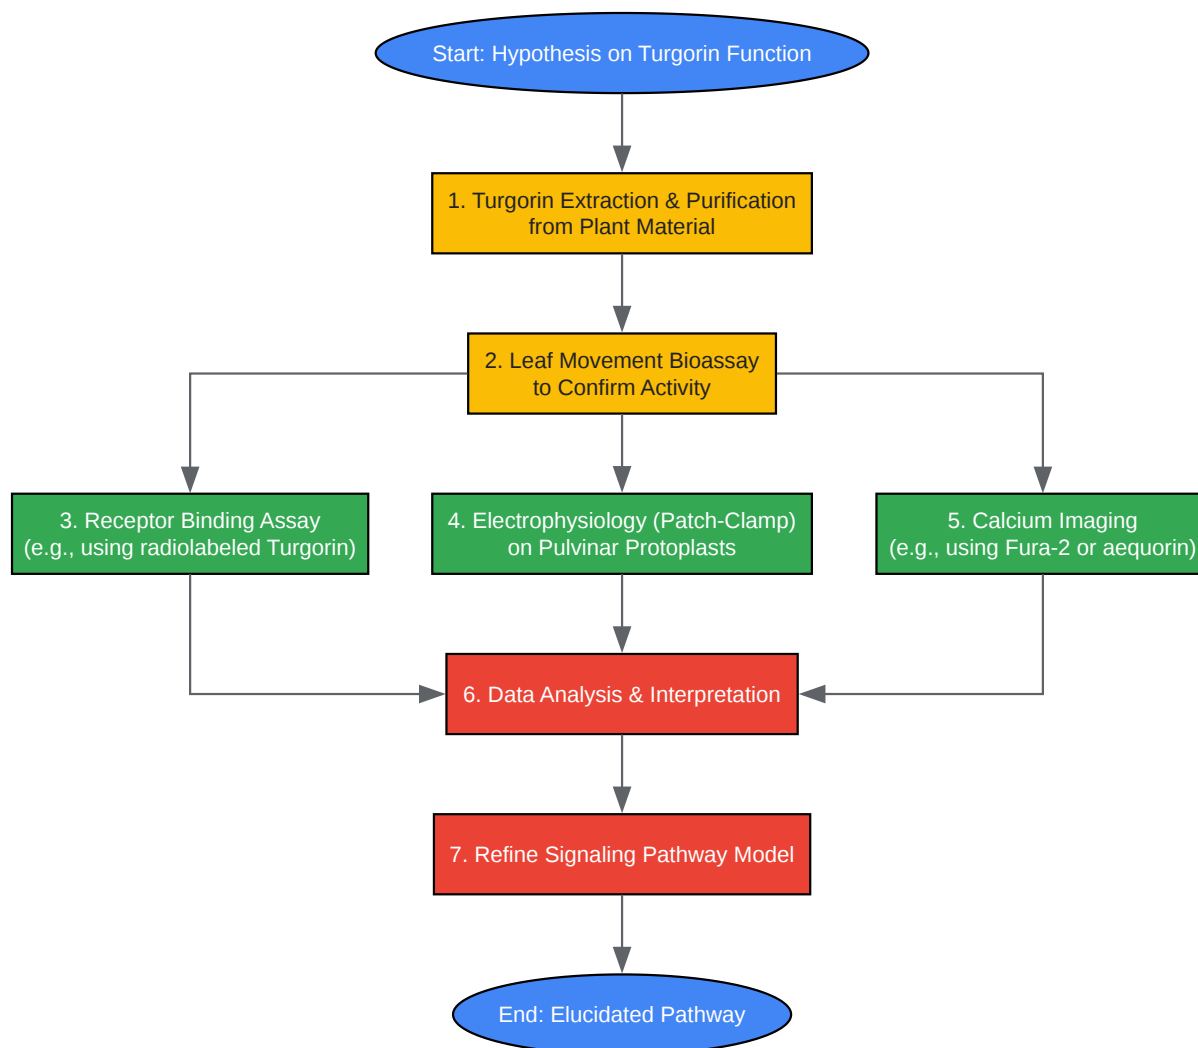 Start: Hypothesis on Turgorin Function
1. Turgorin Extraction & Purification
from Plant Material
2. Leaf Movement Bioassay
to Confirm Activity
3. Receptor Binding Assay
(e.g., using radiolabeled Turgorin)
4. Electrophysiology (Patch-Clamp)
on Pulvinar Protoplasts
5. Calcium Imaging
(e.g., using Fura-2 or aequorin)
6. Data Analysis & Interpretation
7. Refine Signaling Pathway Model
End: Elucidated Pathway